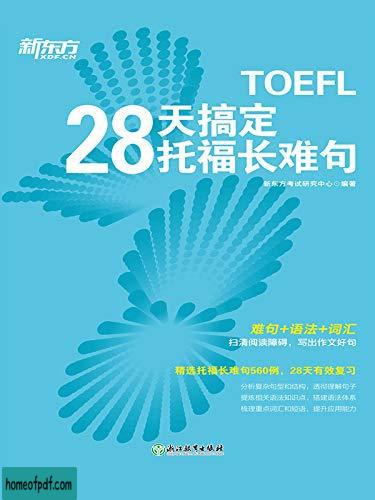 新东方
XDF.CN
TOEFL
28天搞定
托福长难句
新东方考试研究中心 编著
难句+语法+词汇
扫清阅读障碍，写出作文好句
精选托福长难句560例，28天有效复习
分析复杂句型和结构，透彻理解句子
提炼相关语法知识点，搭建语法体系
梳理重点词汇和短语，提升应用能力
浙江教育出版社
homeofpdf.com